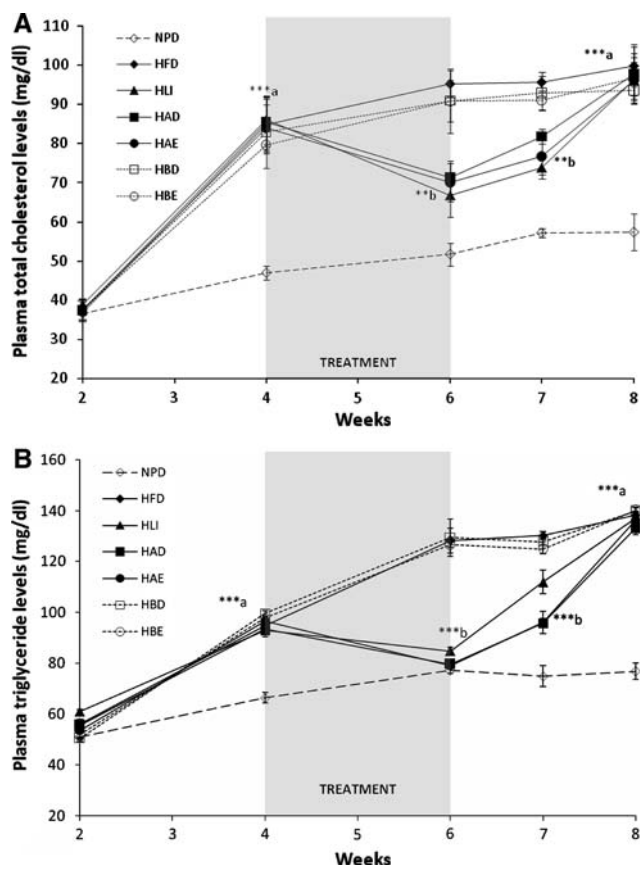 A
NPD
HFD
HLI
HAD
HAE
HBD
HBE
Plasma total cholesterol levels (mg/dl)
110
100
90
80
70
60
50
40
30
20
***a
***a
**b
**b
TREATMENT
2 3 4 5 6 7 8
Weeks
B
NPD
HFD
HLI
HAD
HAE
HBD
HBE
Plasma triglyceride levels (mg/dl)
160
140
120
100
80
60
40
20
***a
***a
***b
***b
TREATMENT
2 3 4 5 6 7 8
Weeks